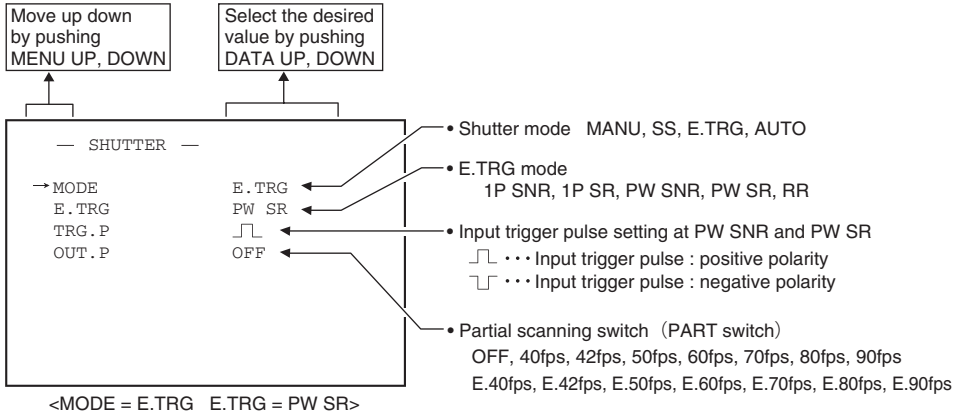 Move up down
by pushing
MENU UP, DOWN
Select the desired
value by pushing
DATA UP, DOWN
— SHUTTER —
→MODE E.TRG
E.TRG PW SR
TRG.P
OUT.P OFF
<MODE = E.TRG E.TRG = PW SR>
• Shutter mode MANU, SS, E.TRG, AUTO
• E.TRG mode
1P SNR, 1P SR, PW SNR, PW SR, RR
• Input trigger pulse setting at PW SNR and PW SR
･･･Input trigger pulse : positive polarity
･･･Input trigger pulse : negative polarity
• Partial scanning switch（PART switch）
OFF, 40fps, 42fps, 50fps, 60fps, 70fps, 80fps, 90fps
E.40fps, E.42fps, E.50fps, E.60fps, E.70fps, E.80fps, E.90fps